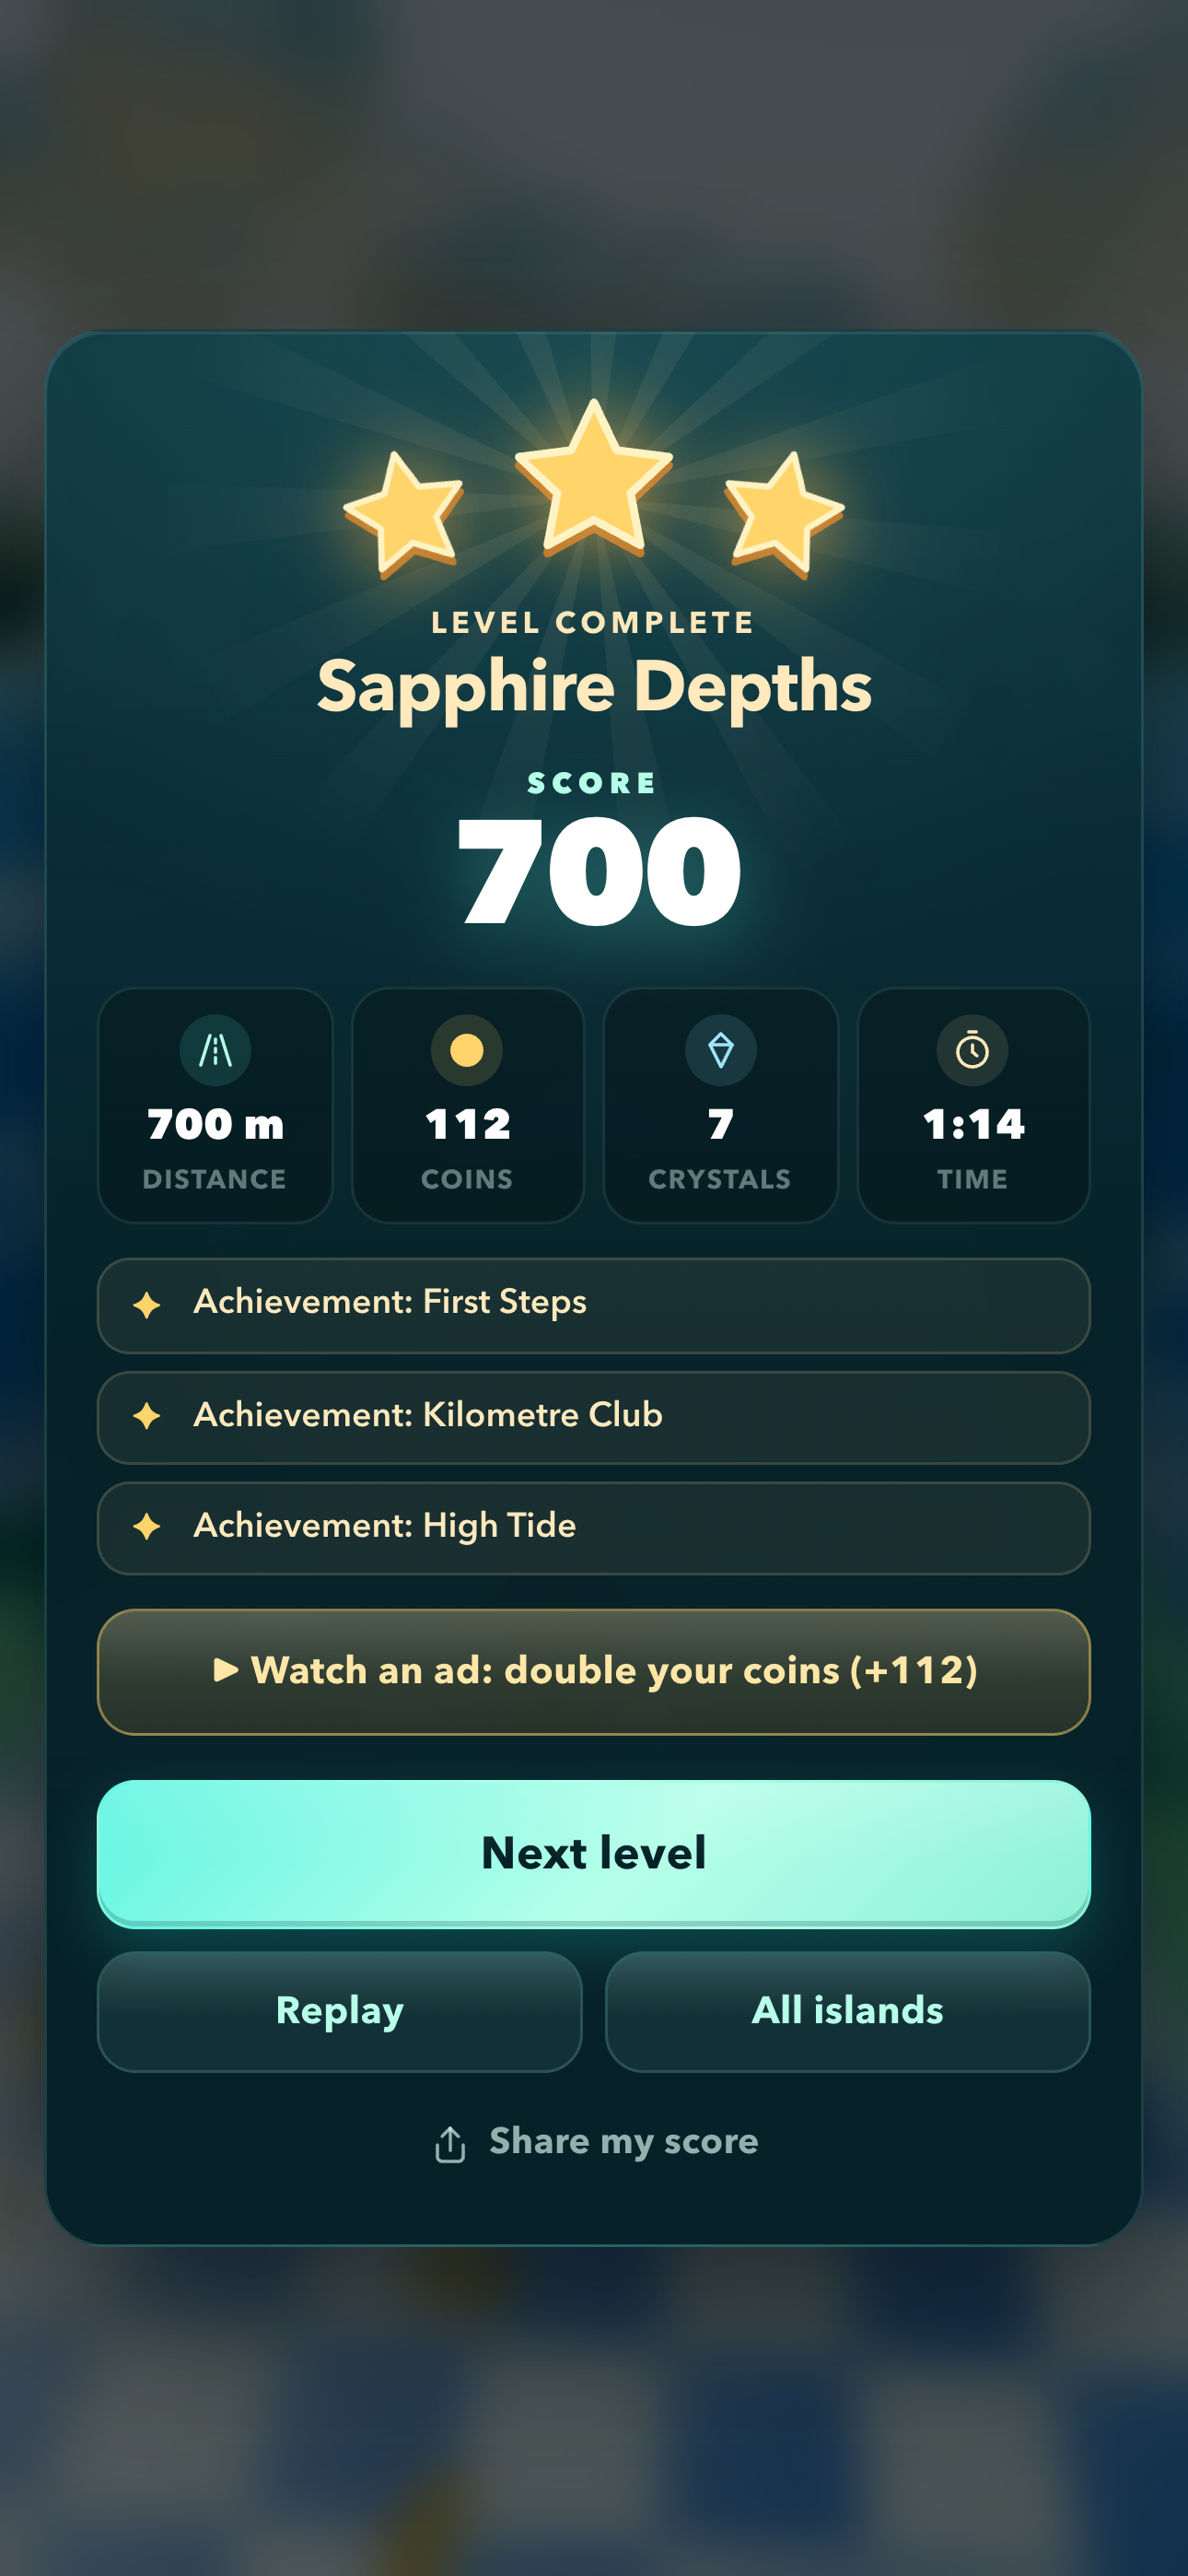 LEVEL COMPLETE
Sapphire Depths
SCORE
700
700 m
DISTANCE
112
COINS
7
CRYSTALS
1:14
TIME
Achievement: First Steps
Achievement: Kilometre Club
Achievement: High Tide
Watch an ad: double your coins (+112)
Next level
Replay
All islands
Share my score